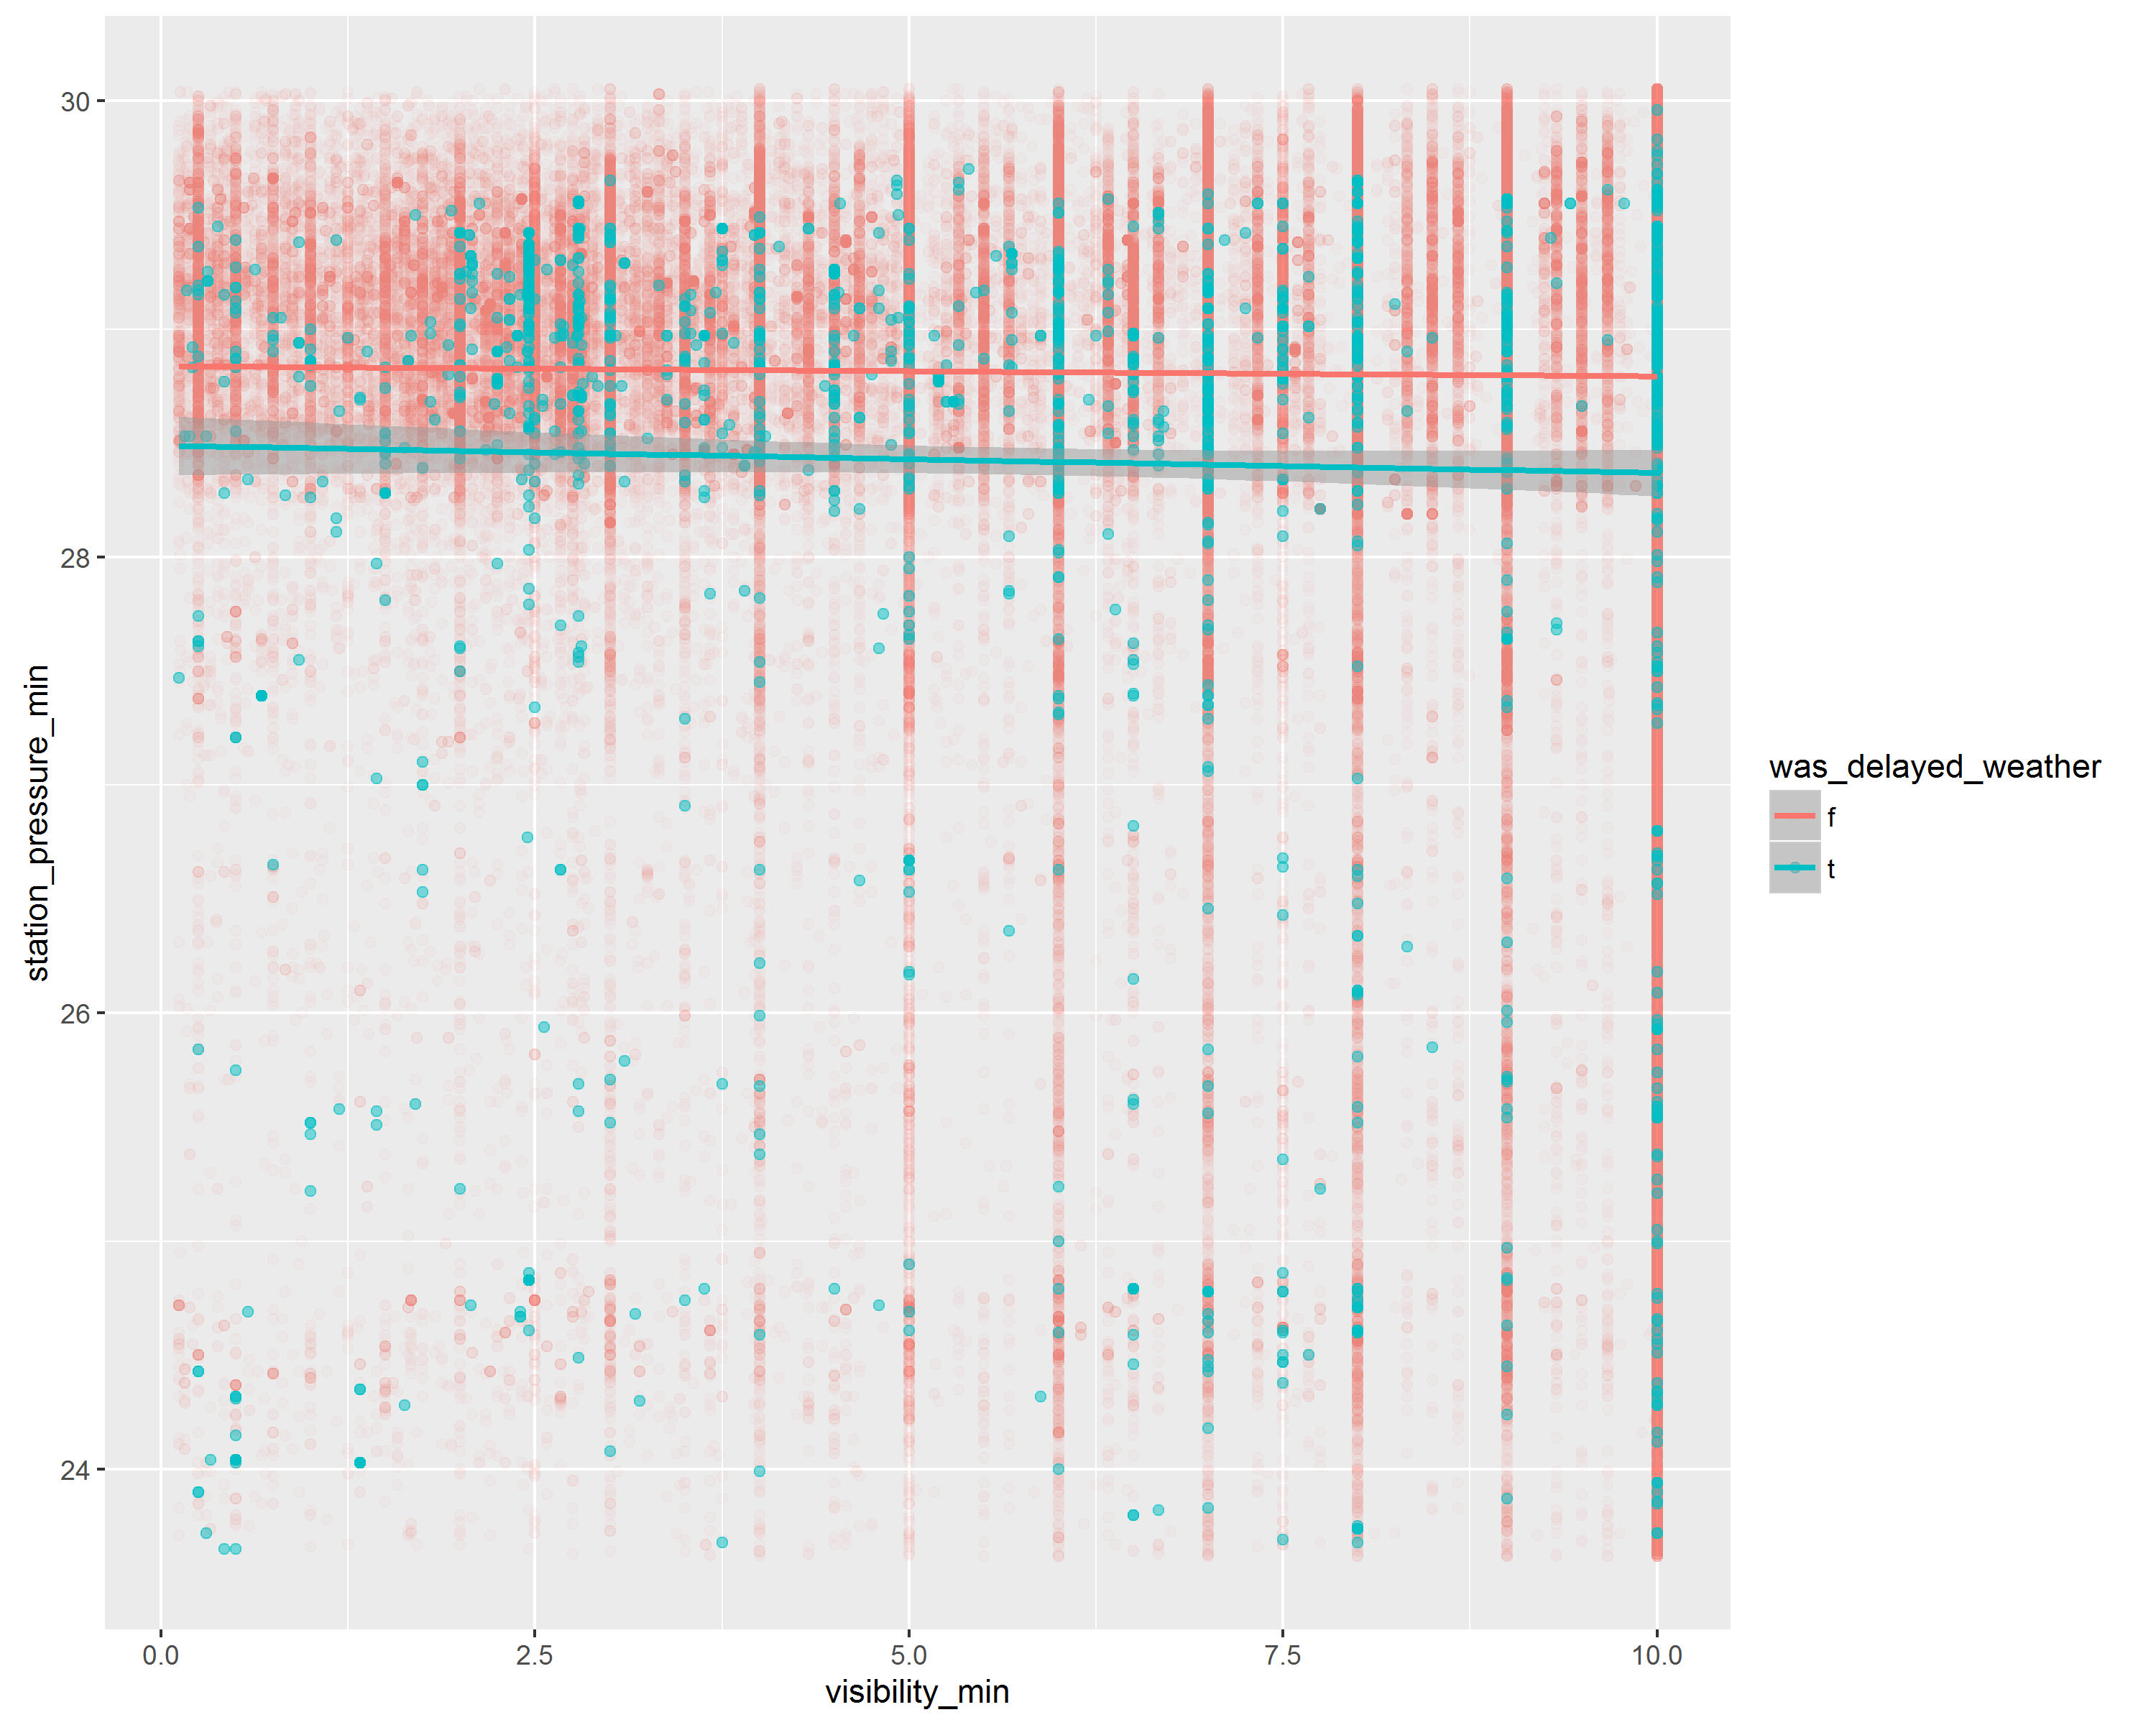 30
28
26
24
station_pressure_min
0.0 2.5 5.0 7.5 10.0
visibility_min
was_delayed_weather
f
t